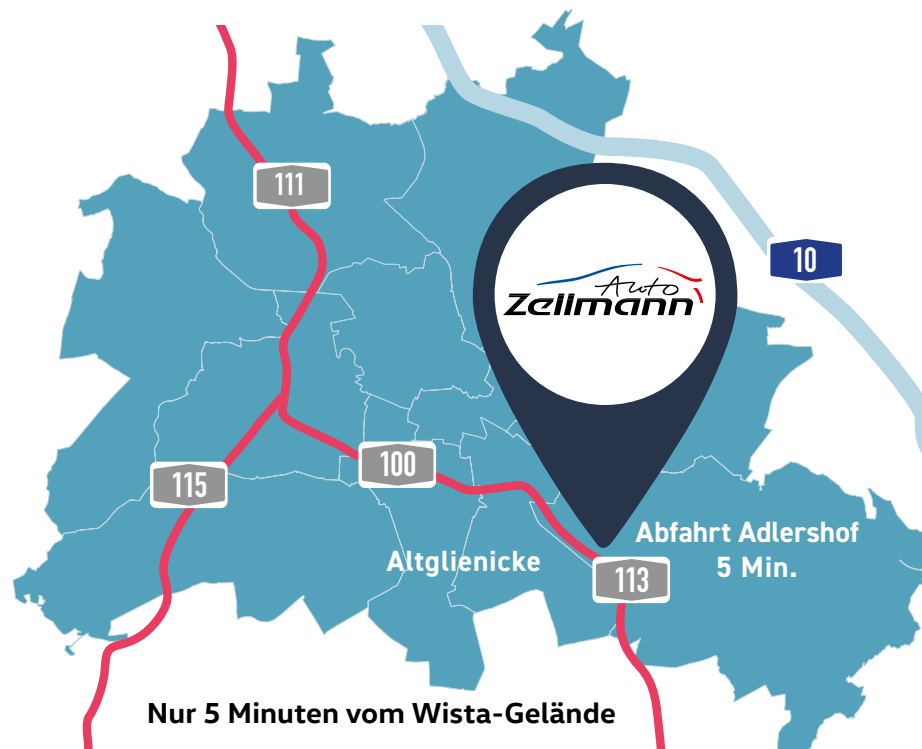 111
10
Auto
Zellmann
100
115
Abfahrt Adlershof
5 Min.
Altglienicke
113
Nur 5 Minuten vom Wista-Gelände